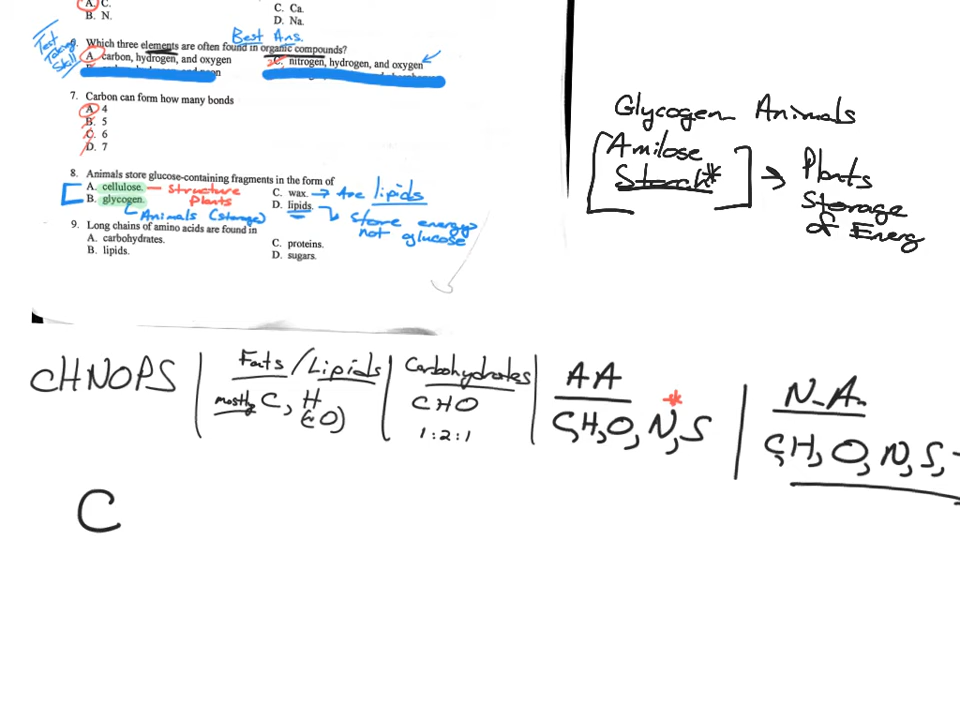 A. C.
B. N.
C. Ca.
D. Na.
Test
Taking
Skill
Best Ans.
Which three elements are often found in organic compounds?
A. carbon, hydrogen, and oxygen
C. nitrogen, hydrogen, and oxygen
7. Carbon can form how many bonds
A. 4
B. 5
C. 6
D. 7
8. Animals store glucose-containing fragments in the form of
A. cellulose. — Structure
Plants
B. glycogen.
Animals (storage)
C. wax. → Are lipids
D. lipids. ↳ store energy
not glucose
9. Long chains of amino acids are found in
A. carbohydrates.
B. lipids.
C. proteins.
D. sugars.
Glycogen Animals
[Amilose
Starch*] → Plants
Storage
of Energ
CHNOPS
Fats/Lipids
mostly C, H
(≈O)
Carbohydrates
CHO
1:2:1
AA
C,H,O,N,S
*
N.A.
C,H,O,N,S,
C